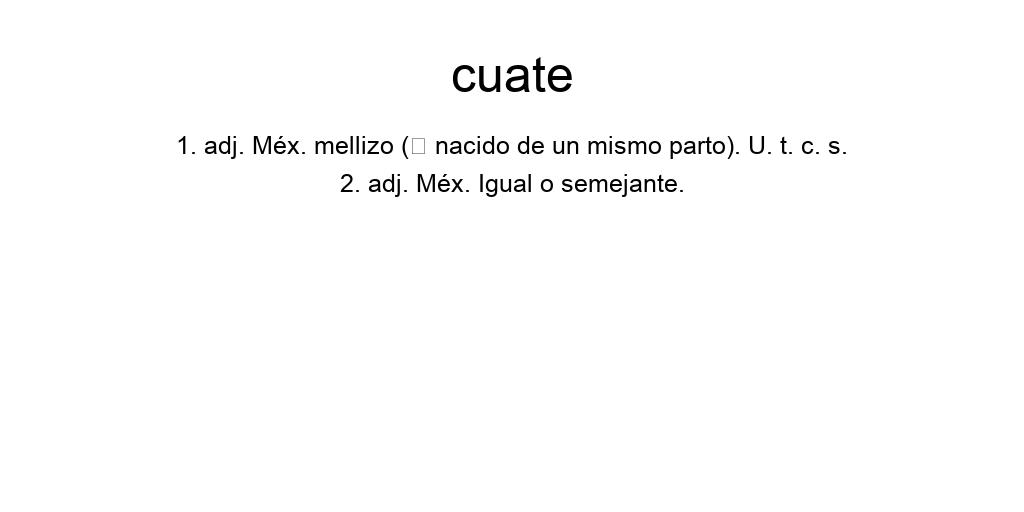 cuate
1. adj. Méx. mellizo (□ nacido de un mismo parto). U. t. c. s.
2. adj. Méx. Igual o semejante.